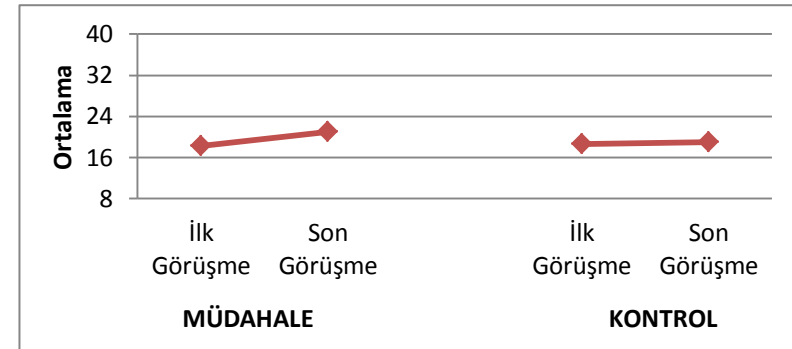 Ortalama
40
32
24
16
8
İlk Görüşme
Son Görüşme
İlk Görüşme
Son Görüşme
MÜDAHALE
KONTROL